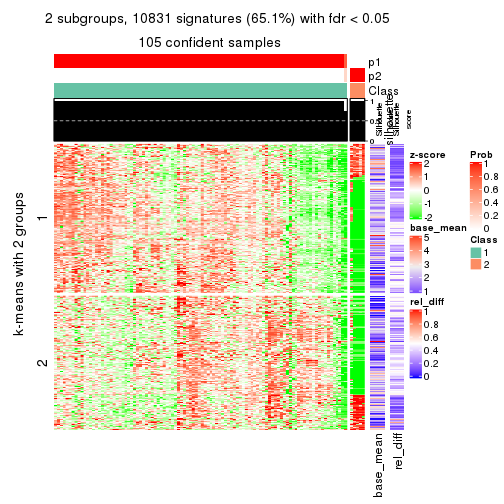 2 subgroups, 10831 signatures (65.1%) with fdr < 0.05
105 confident samples
p1
p2
Class
Silhouette
silhouette
Silhouette
score
1
0.5
0
k-means with 2 groups
1
2
base_mean
rel_diff
z-score
2
1
0
-1
-2
base_mean
5
4
3
2
1
rel_diff
1
0.8
0.6
0.4
0.2
0
Prob
1
0.8
0.6
0.4
0.2
0
Class
1
2